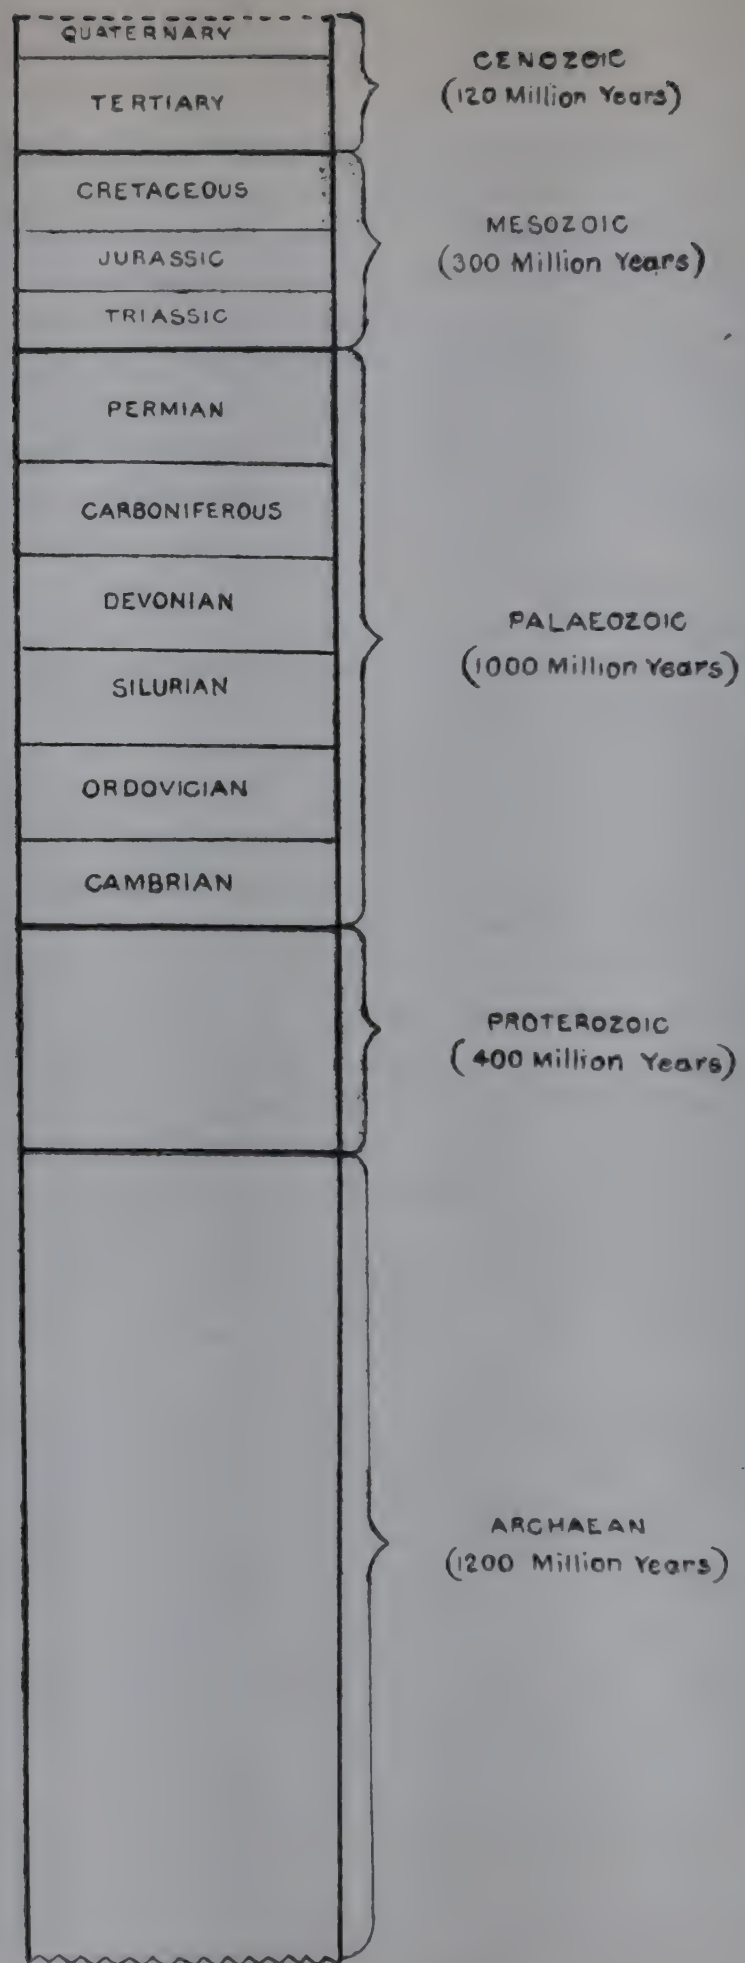 QUATERNARY
TERTIARY
CENOZOIC
(120 Million Years)
CRETACEOUS
JURASSIC
TRIASSIC
MESOZOIC
(300 Million Years)
PERMIAN
CARBONIFEROUS
DEVONIAN
SILURIAN
ORDOVICIAN
CAMBRIAN
PALAEOZOIC
(1000 Million Years)
PROTEROZOIC
(400 Million Years)
ARCHAEAN
(1200 Million Years)